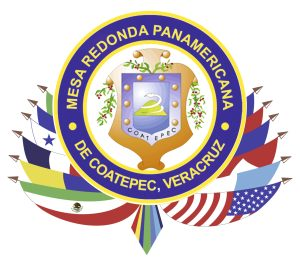 MESA REDONDA PANAMERICANA
COATEPEC
DE COATEPEC, VERACRUZ